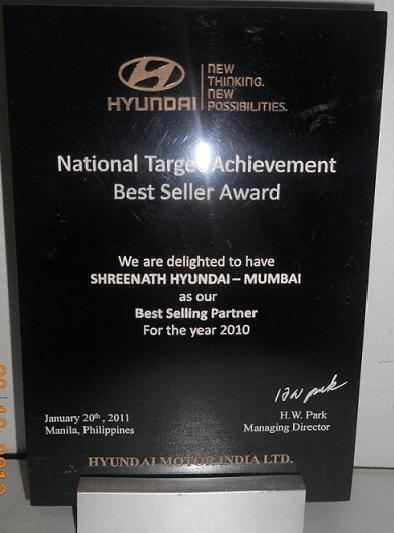 HYUNDAI
NEW
THINKING.
NEW
POSSIBILITIES.
National Target Achievement
Best Seller Award
We are delighted to have
SHREENATH HYUNDAI – MUMBAI
as our
Best Selling Partner
For the year 2010
H.W. Park
January 20th, 2011
Manila, Philippines
H.W. Park
Managing Director
HYUNDAI MOTOR INDIA LTD.